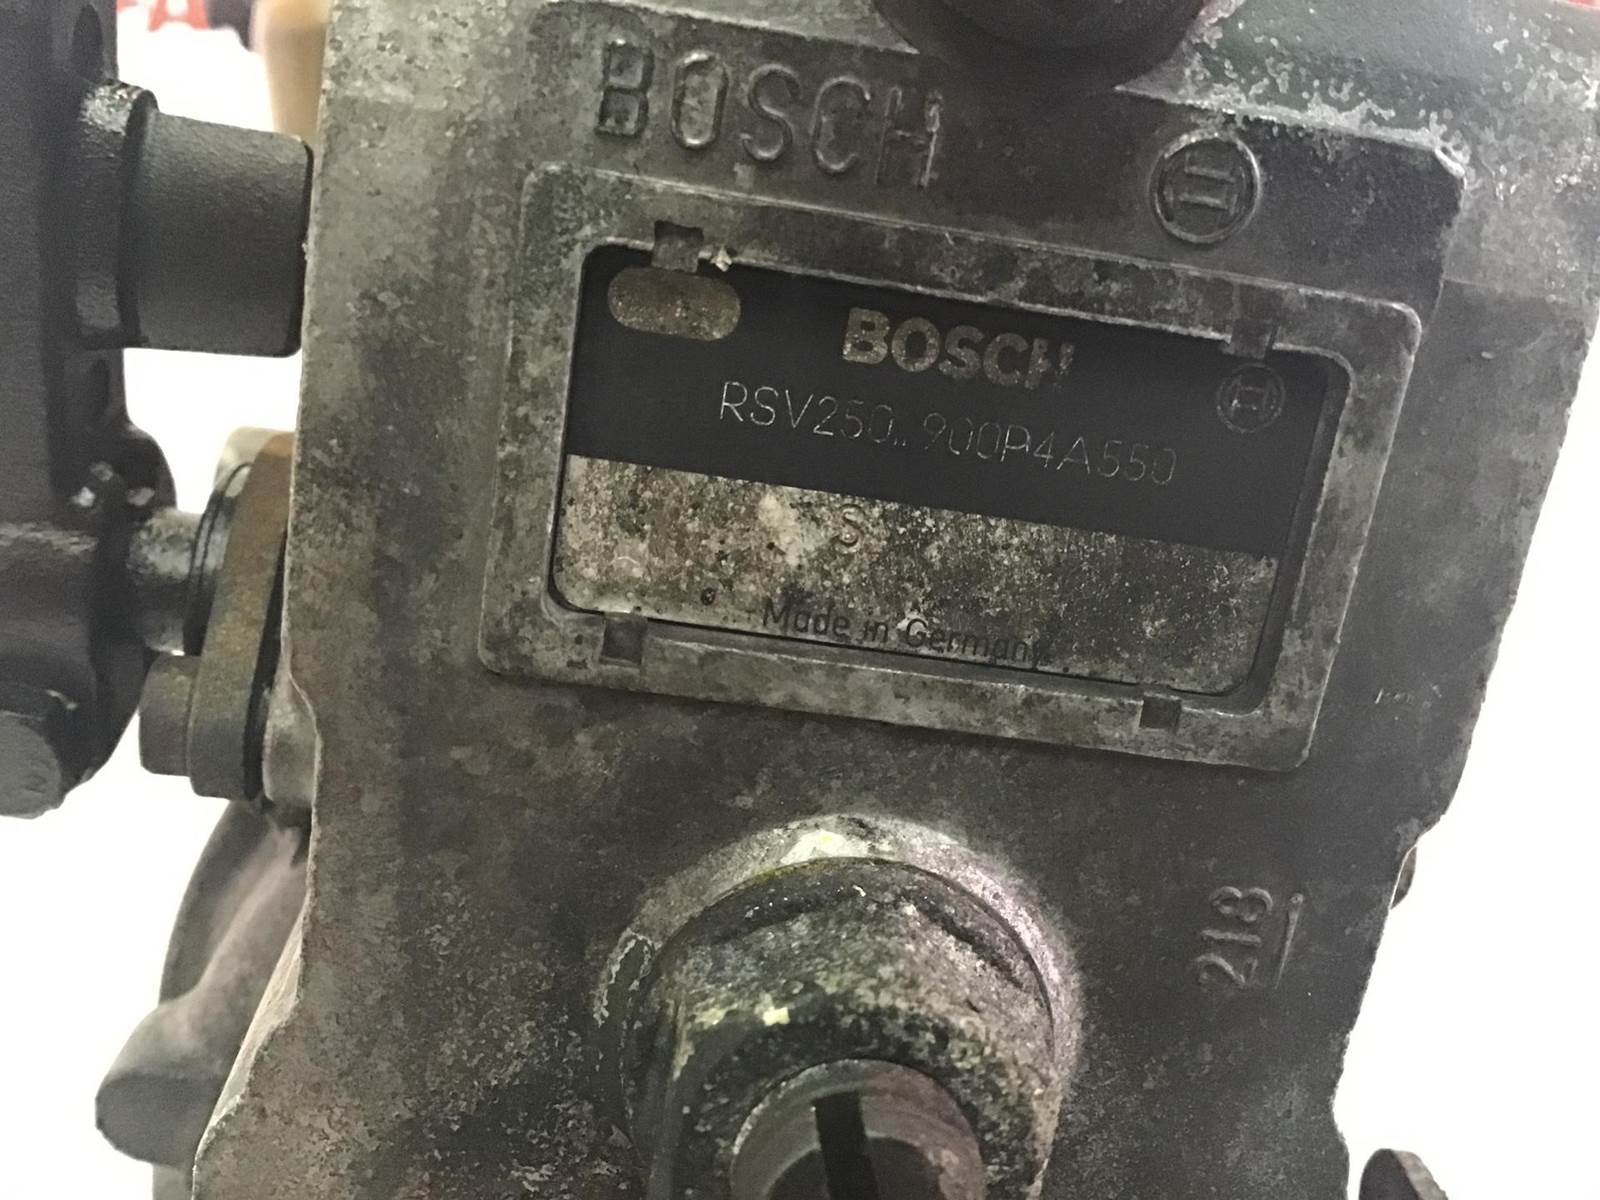 BOSCH
BOSCH
RSV250..900P4A550
S
Made in Germany
218